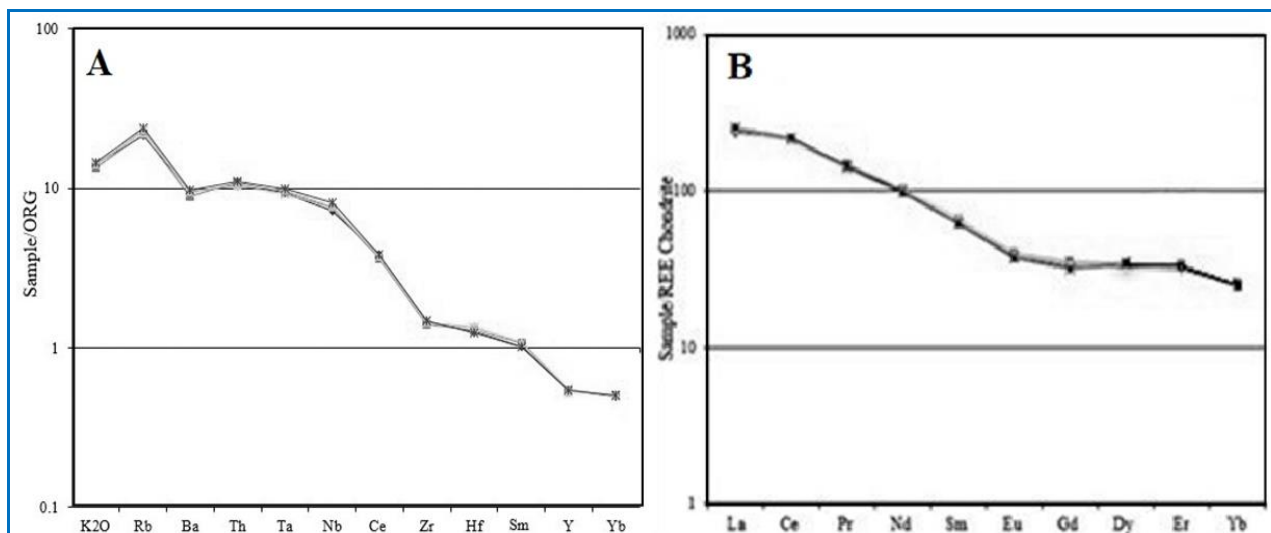 A
100
10
1
0.1
Sample/ORG
K2O Rb Ba Th Ta Nb Ce Zr Hf Sm Y Yb
B
1000
100
10
1
Sample/REE Chondrite
La Ce Pr Nd Sm Eu Gd Dy Er Yb